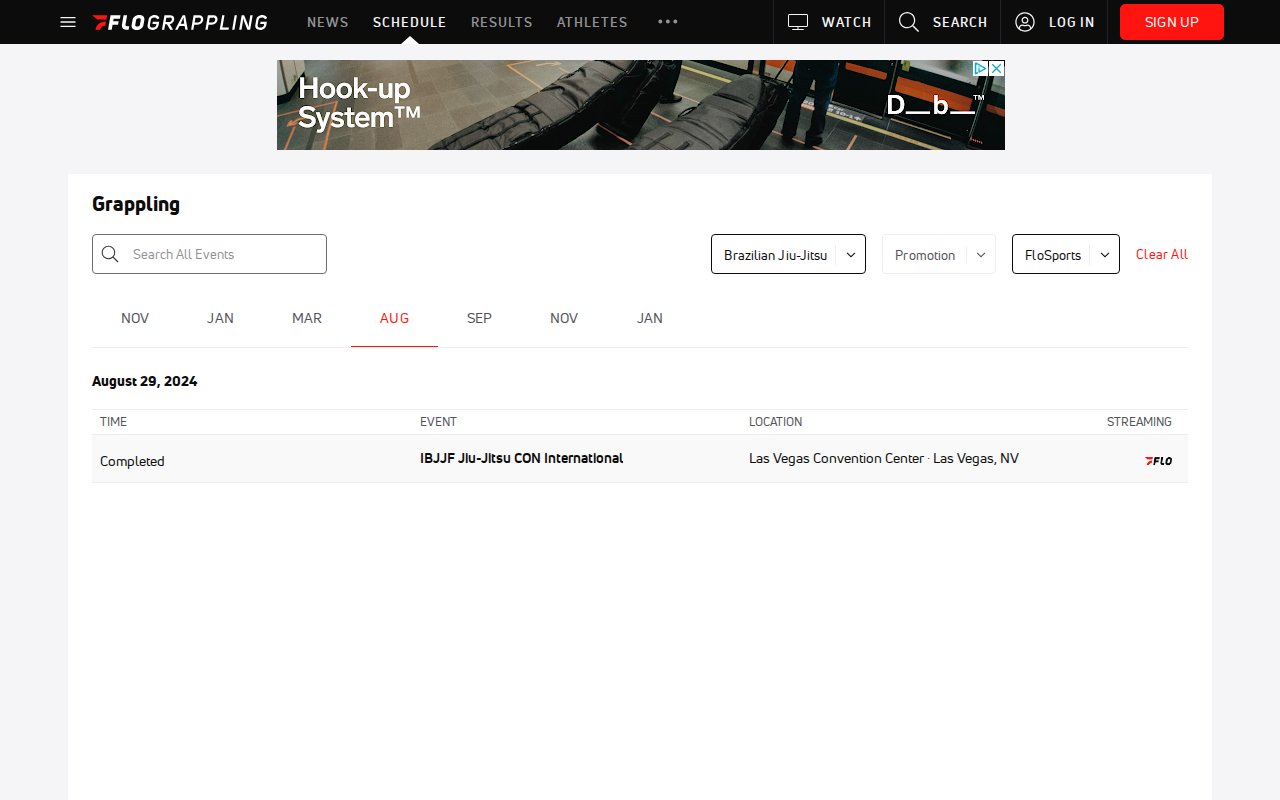 FLOGRAPPLING NEWS SCHEDULE RESULTS ATHLETES WATCH SEARCH LOG IN SIGN UP
Hook-up
System™
D__b__™
Grappling
Search All Events Brazilian Jiu-Jitsu Promotion FloSports Clear All
NOV JAN MAR AUG SEP NOV JAN
August 29, 2024
TIME EVENT LOCATION STREAMING
Completed IBJJF Jiu-Jitsu CON International Las Vegas Convention Center · Las Vegas, NV FLO